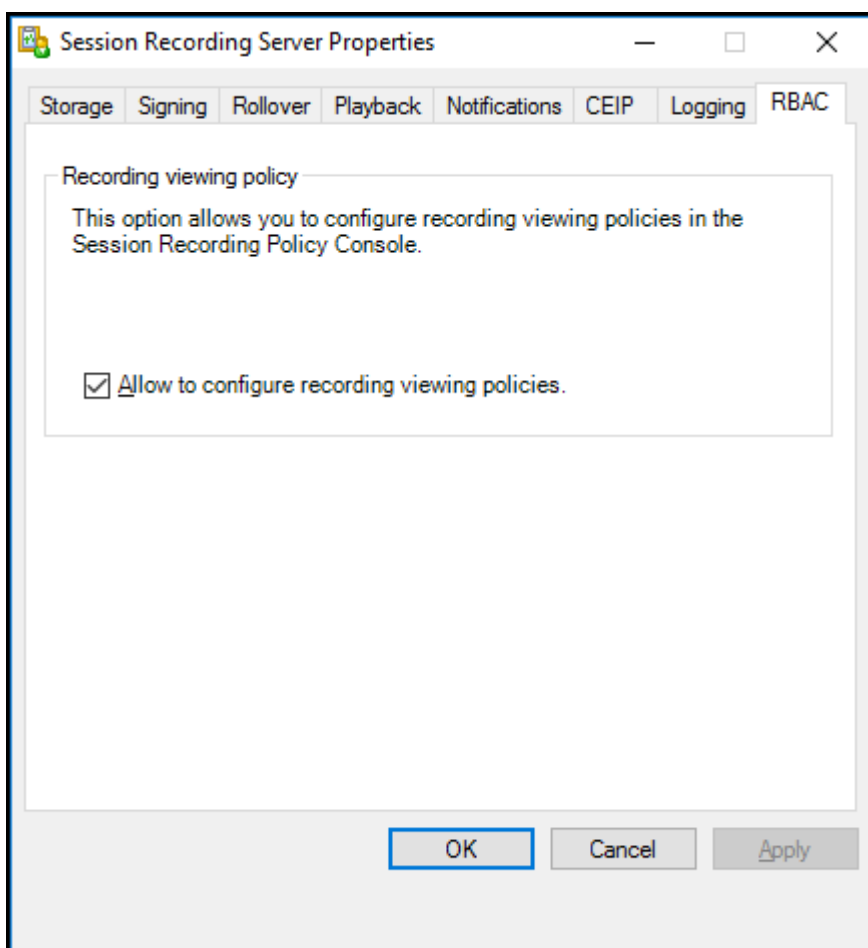 Session Recording Server Properties
Storage Signing Rollover Playback Notifications CEIP Logging RBAC
Recording viewing policy
This option allows you to configure recording viewing policies in the
Session Recording Policy Console.
Allow to configure recording viewing policies.
OK Cancel Apply